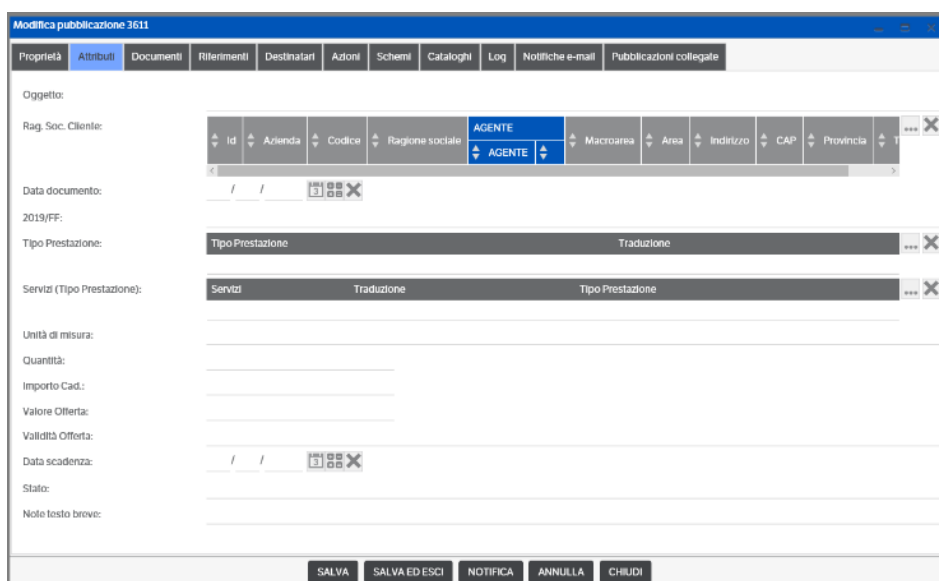 Modifica pubblicazione 3611
Proprietà Attributi Documenti Riferimenti Destinatari Azioni Schemi Cataloghi Log Notifiche e-mail Pubblicazioni collegate
Oggetto:
Rag. Soc. Cliente:
AGENTE
Id Azienda Codice Ragione sociale AGENTE Macroarea Area Indirizzo CAP Provincia T
Data documento: / / 3
2019/FF:
Tipo Prestazione: Tipo Prestazione Traduzione
Servizi (Tipo Prestazione): Servizi Traduzione Tipo Prestazione
Unità di misura:
Quantità:
Importo Cad.:
Valore Offerta:
Validità Offerta:
Data scadenza: / / 3
Stato:
Note testo breve:
SALVA SALVA ED ESCI NOTIFICA ANNULLA CHIUDI